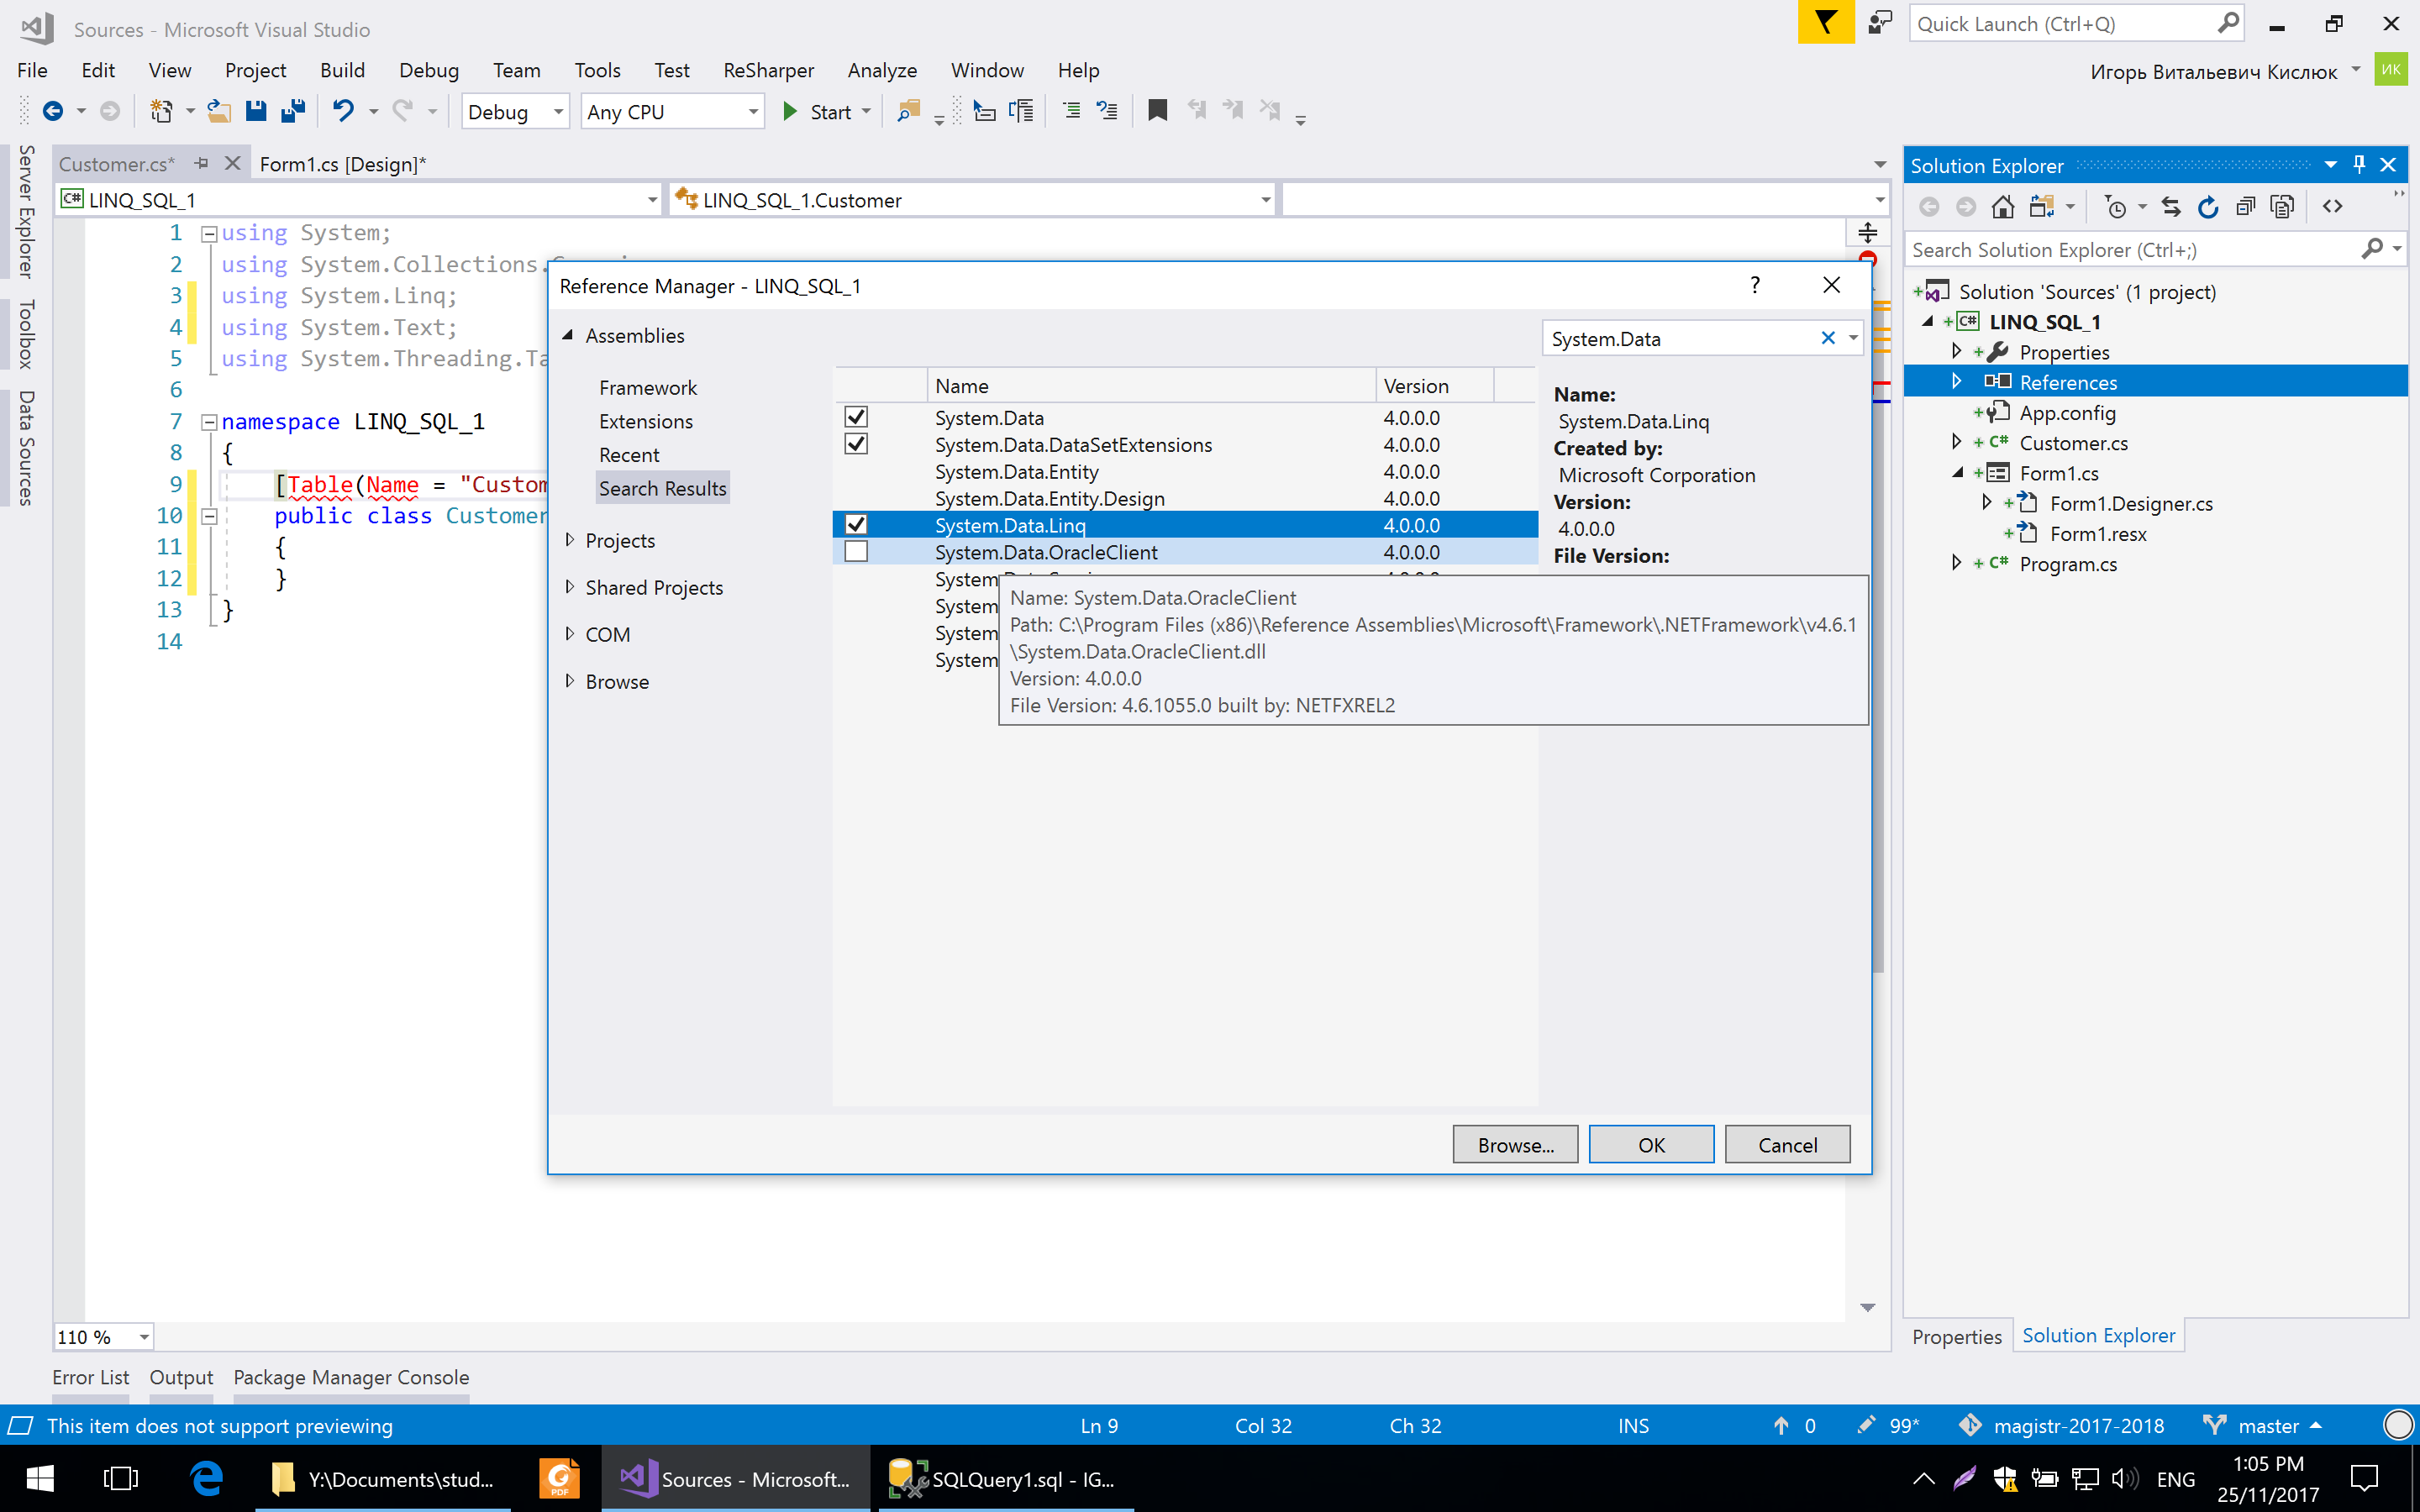 Sources - Microsoft Visual Studio
Quick Launch (Ctrl+Q)
File Edit View Project Build Debug Team Tools Test ReSharper Analyze Window Help
Игорь Витальевич Кислюк
ИК
Debug Any CPU Start
Server Explorer
Toolbox
Data Sources
Customer.cs* Form1.cs [Design]*
LINQ_SQL_1 LINQ_SQL_1.Customer
1 using System;
2 using System.Collections.
3 using System.Linq;
4 using System.Text;
5 using System.Threading.Ta
6
7 namespace LINQ_SQL_1
8 {
9 [Table(Name = "Custom
10 public class Customer
11 {
12 }
13 }
14
Reference Manager - LINQ_SQL_1
?
Assemblies
Framework
Extensions
Recent
Search Results
Projects
Shared Projects
COM
Browse
System.Data
Name Version
System.Data 4.0.0.0
System.Data.DataSetExtensions 4.0.0.0
System.Data.Entity 4.0.0.0
System.Data.Entity.Design 4.0.0.0
System.Data.Linq 4.0.0.0
System.Data.OracleClient 4.0.0.0
System
System
System
System
Name:
System.Data.Linq
Created by:
Microsoft Corporation
Version:
4.0.0.0
File Version:
Name: System.Data.OracleClient
Path: C:\Program Files (x86)\Reference Assemblies\Microsoft\Framework\.NETFramework\v4.6.1
\System.Data.OracleClient.dll
Version: 4.0.0.0
File Version: 4.6.1055.0 built by: NETFXREL2
Browse... OK Cancel
Solution Explorer
Search Solution Explorer (Ctrl+;)
Solution 'Sources' (1 project)
C# LINQ_SQL_1
Properties
References
App.config
C# Customer.cs
Form1.cs
Form1.Designer.cs
Form1.resx
C# Program.cs
Properties Solution Explorer
110 %
Error List Output Package Manager Console
This item does not support previewing Ln 9 Col 32 Ch 32 INS 0 99* magistr-2017-2018 master
Y:\Documents\stud... PDF Sources - Microsoft... SQLQuery1.sql - IG... ENG
1:05 PM
25/11/2017